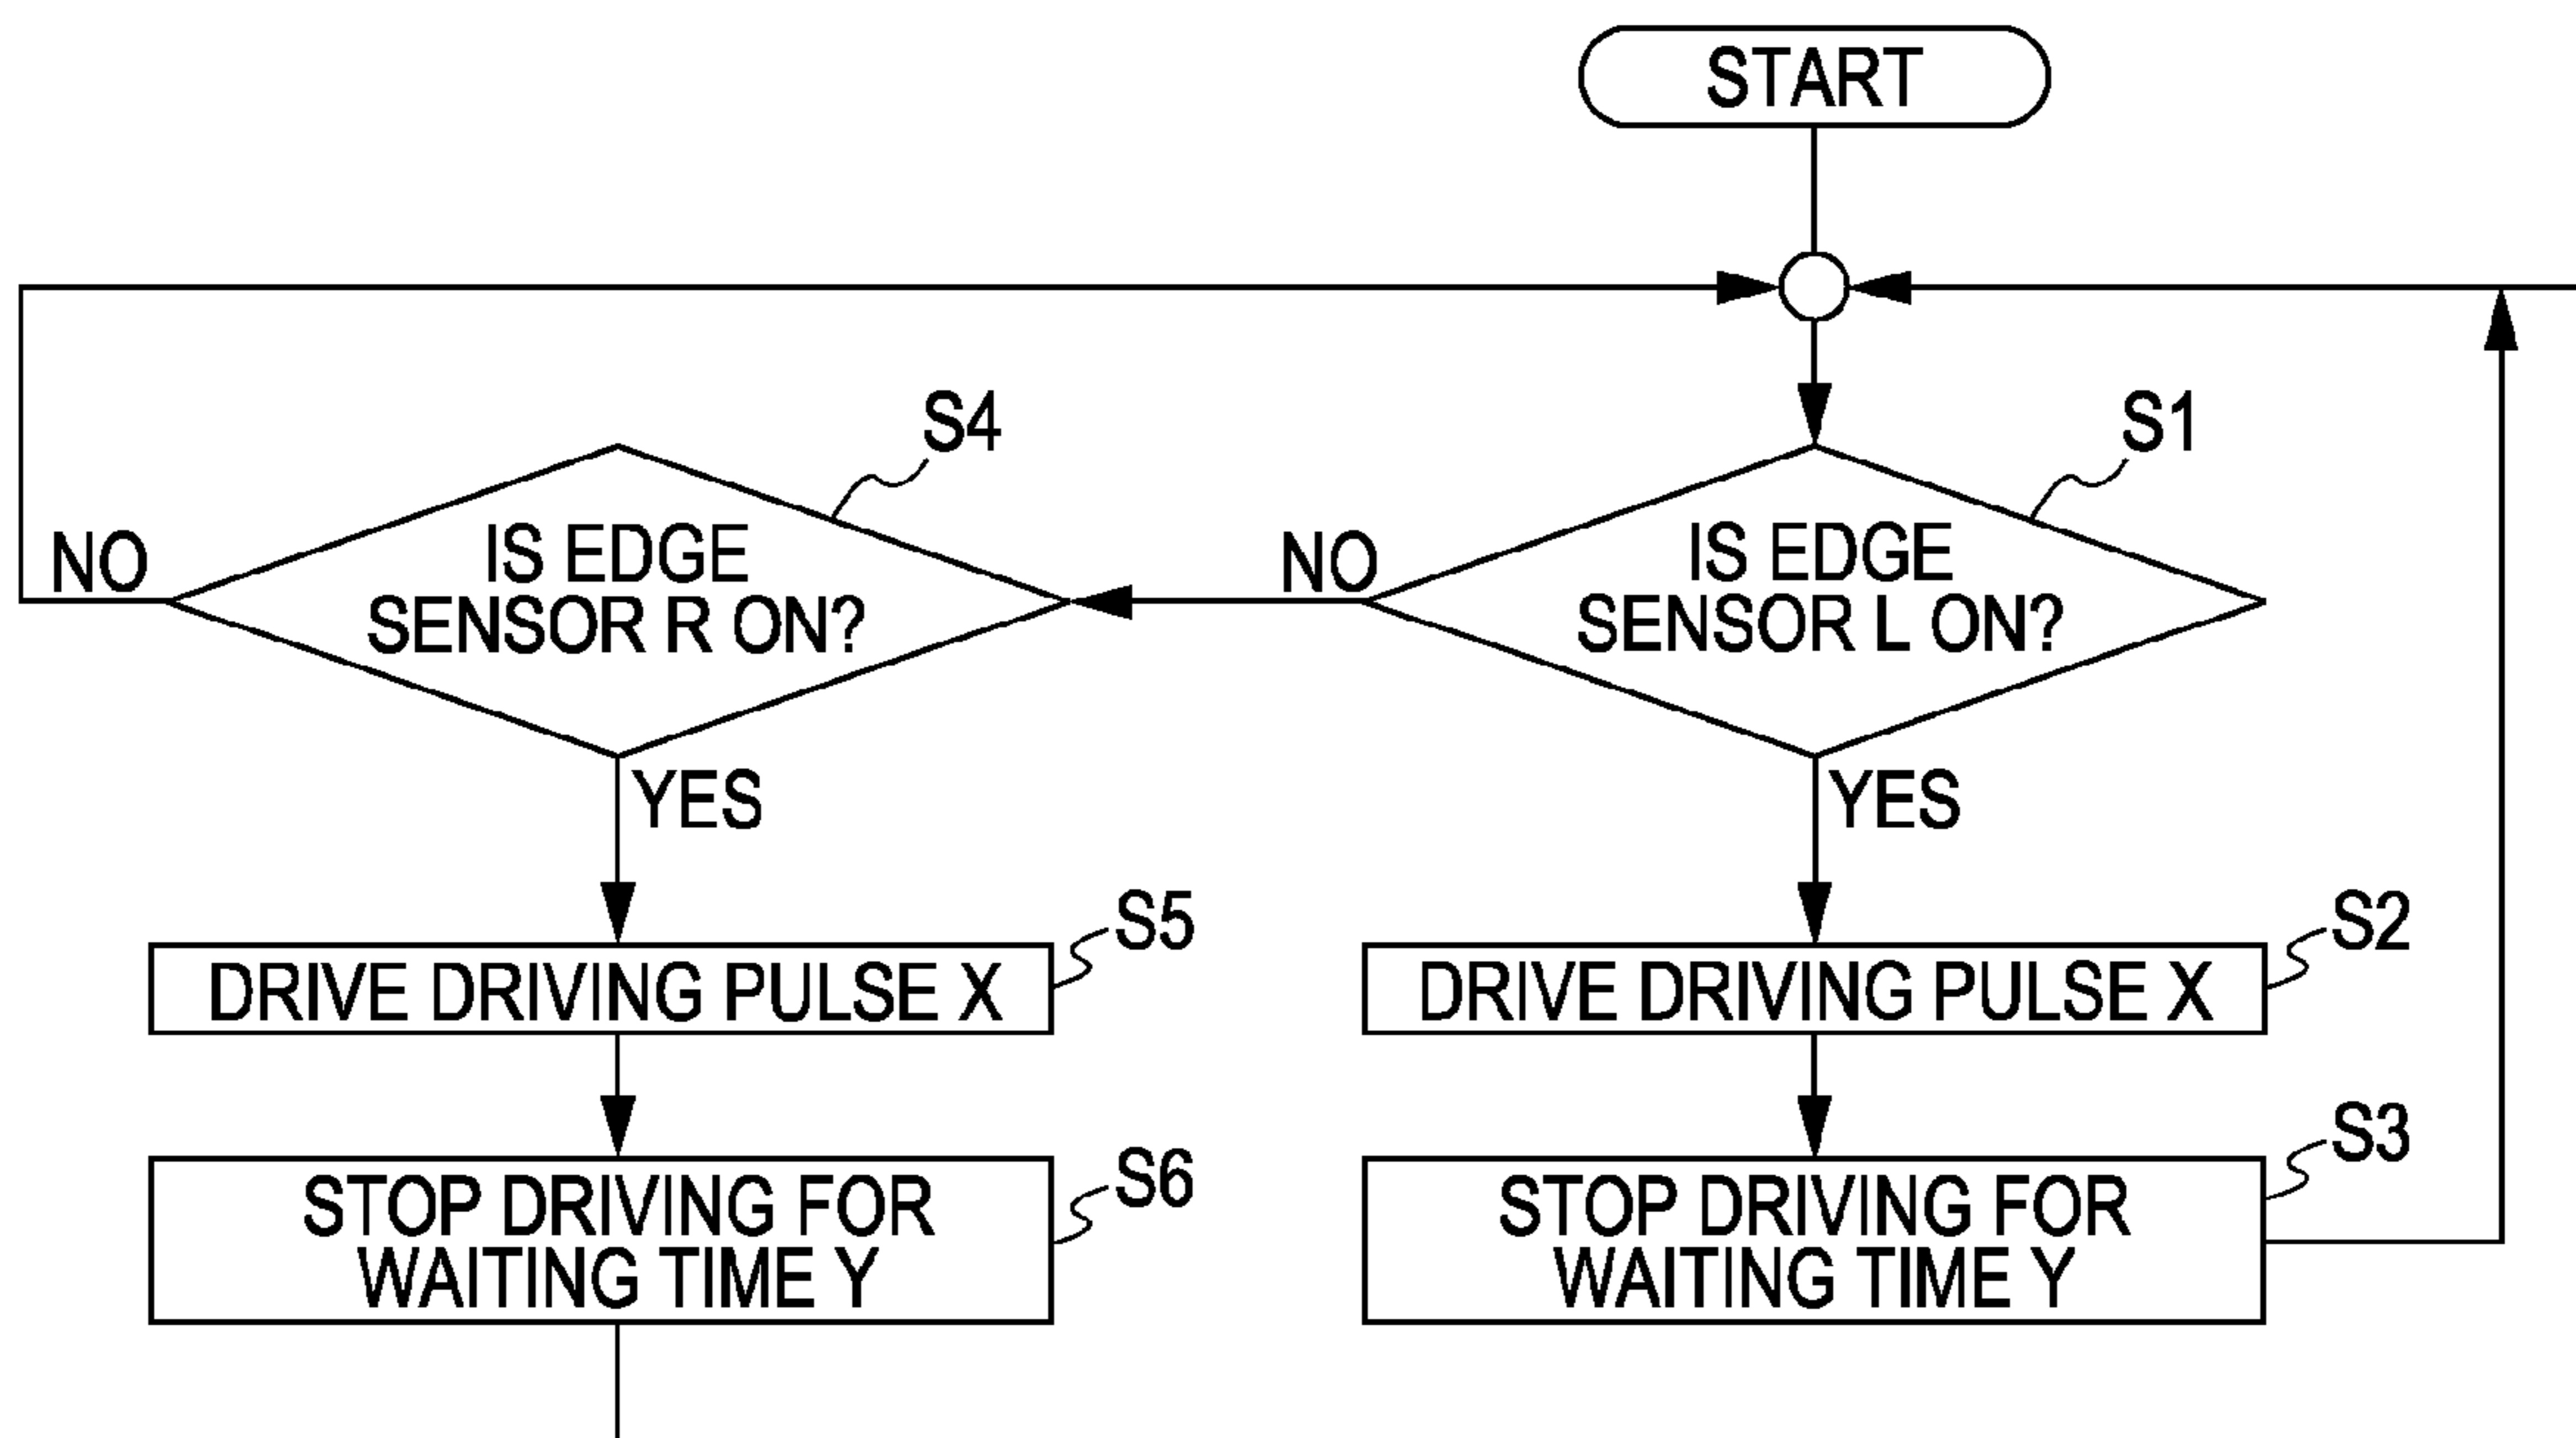 START
S4
S1
IS EDGE
SENSOR R ON?
NO
IS EDGE
SENSOR L ON?
NO
YES
YES
S5
S2
DRIVE DRIVING PULSE X
DRIVE DRIVING PULSE X
S6
S3
STOP DRIVING FOR
WAITING TIME Y
STOP DRIVING FOR
WAITING TIME Y